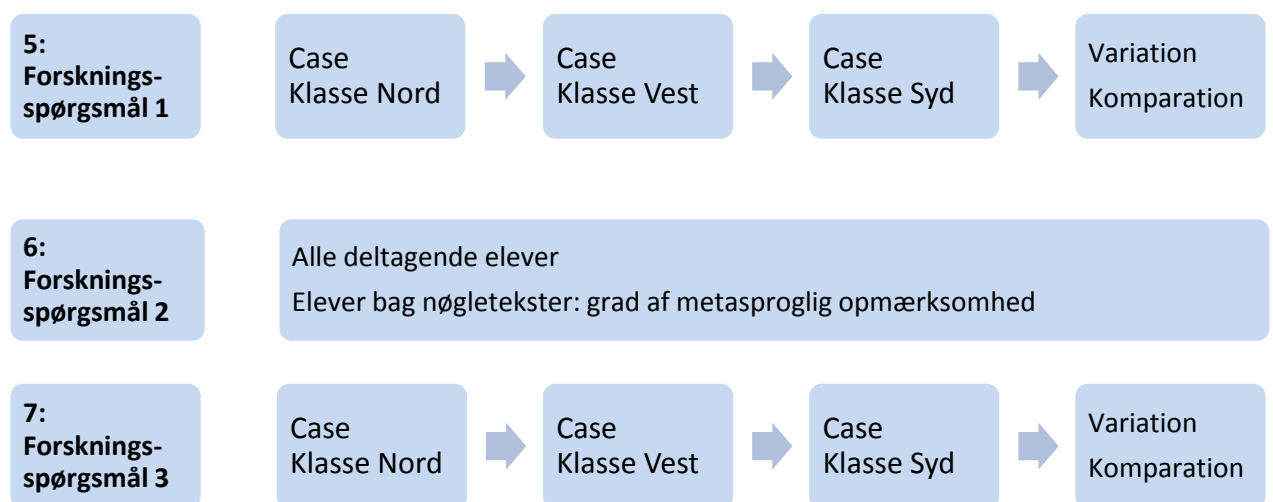 5:
Forsknings-
spørgsmål 1
Case
Klasse Nord
Case
Klasse Vest
Case
Klasse Syd
Variation
Komparation
6:
Forsknings-
spørgsmål 2
Alle deltagende elever
Elever bag nøgletekster: grad af metasproglig opmærksomhed
7:
Forsknings-
spørgsmål 3
Case
Klasse Nord
Case
Klasse Vest
Case
Klasse Syd
Variation
Komparation